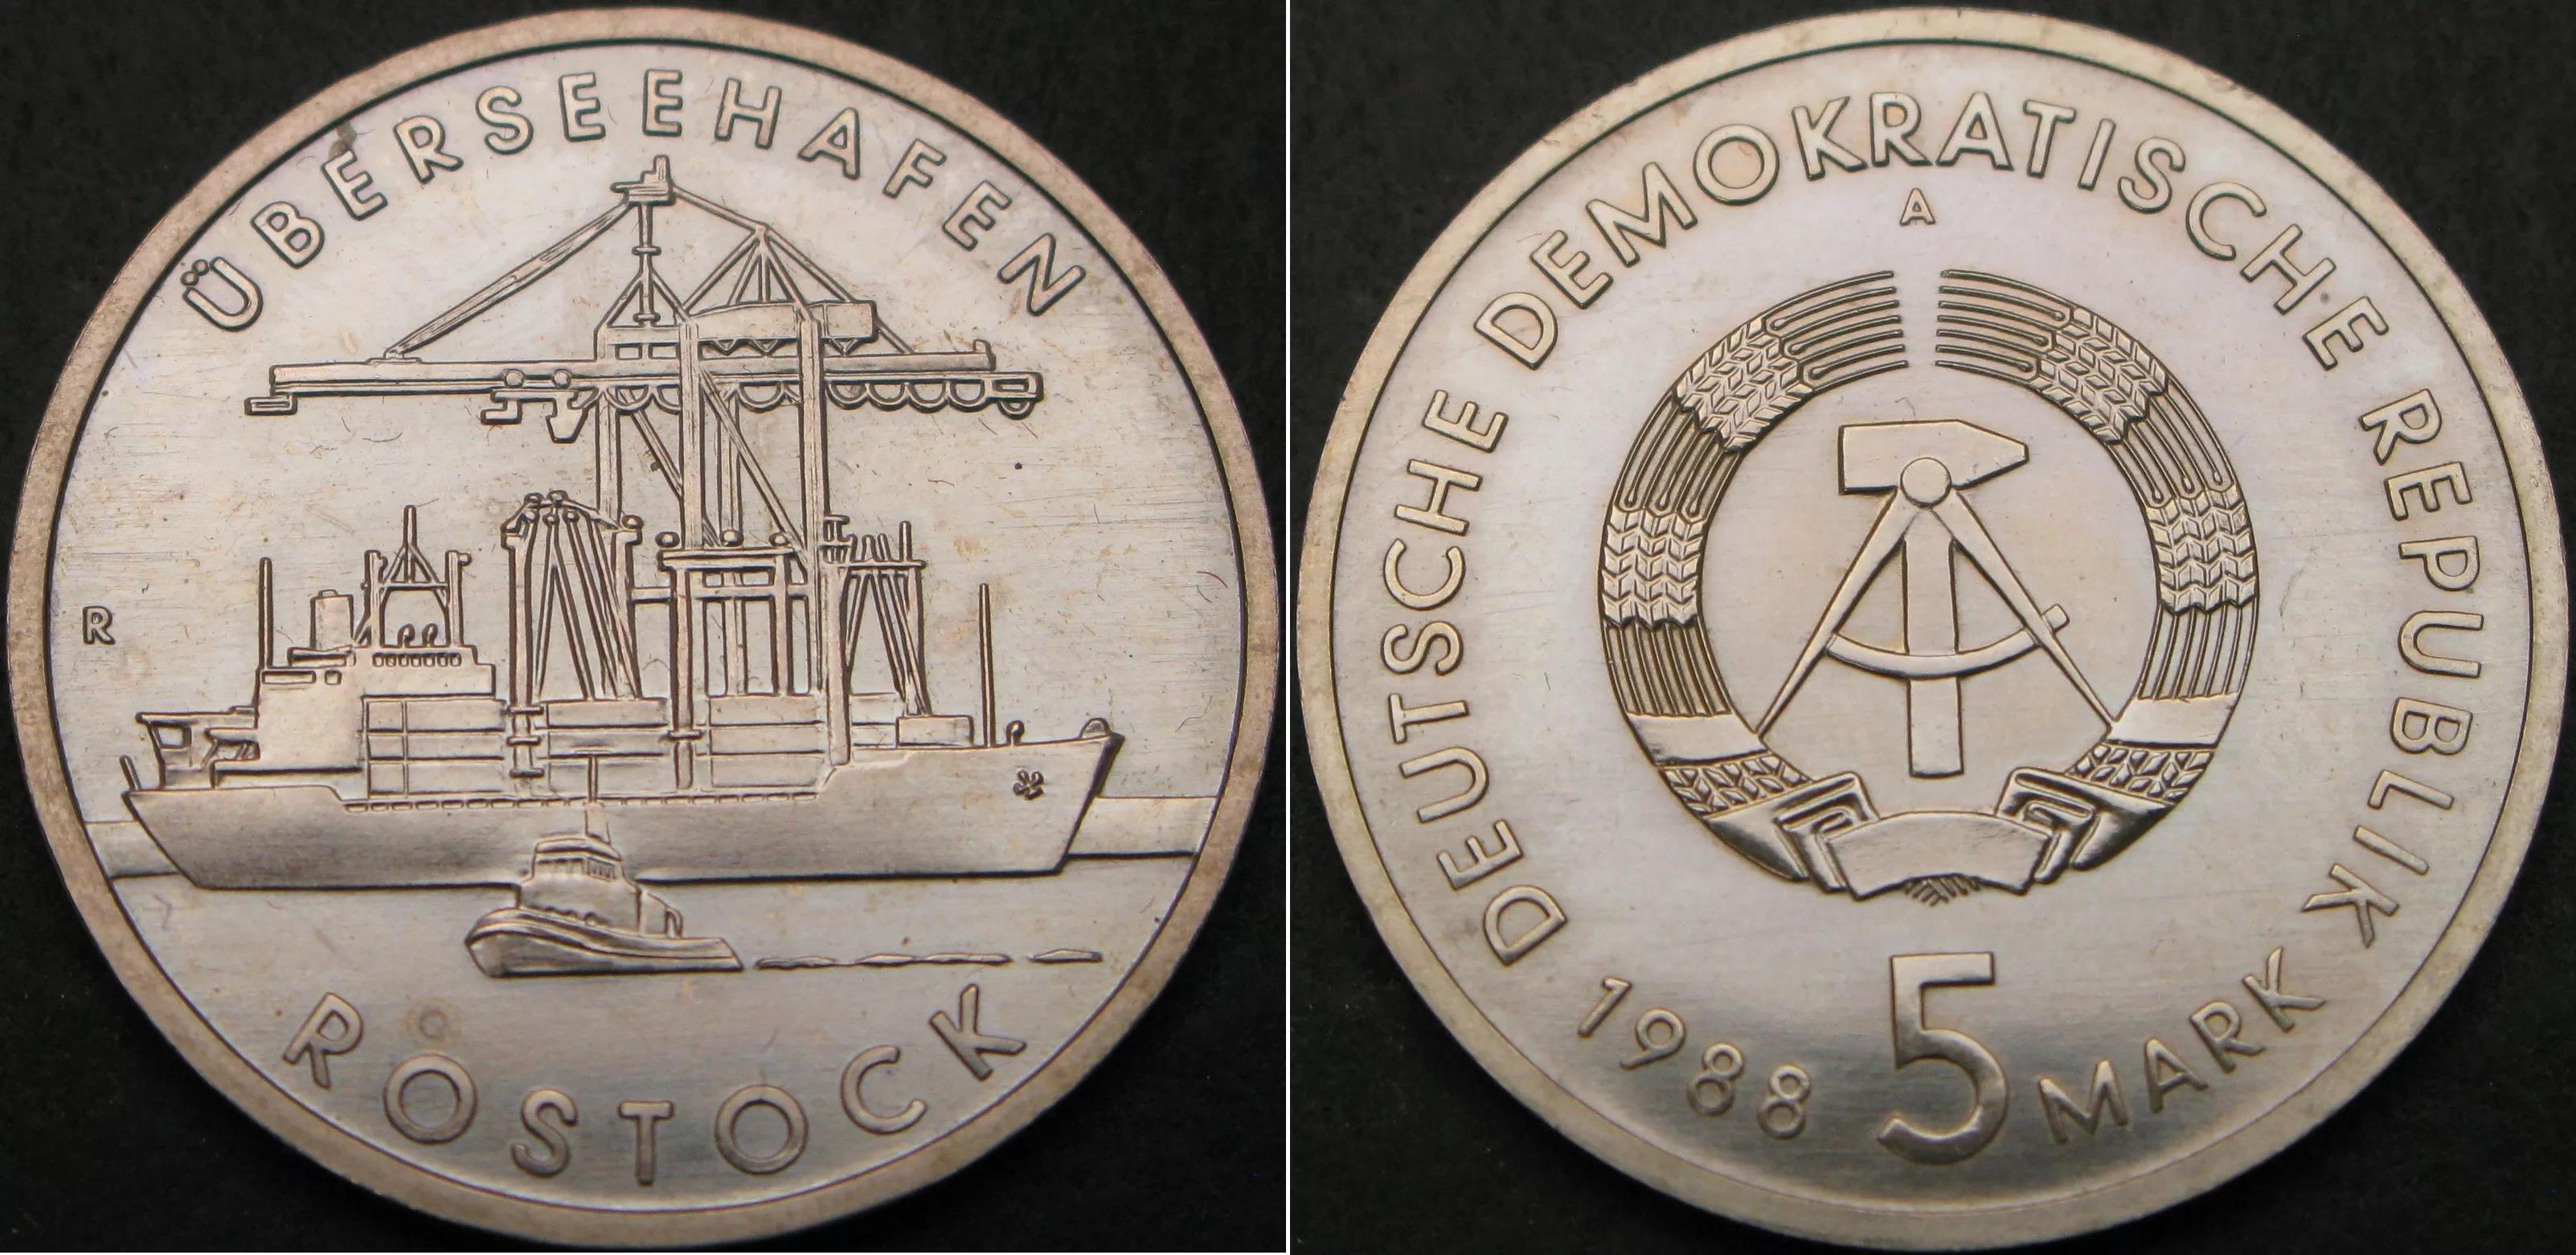 ÜBERSEEHAFEN
R
ROSTOCK
DEUTSCHE DEMOKRATISCHE REPUBLIK
A
1988 5 MARK